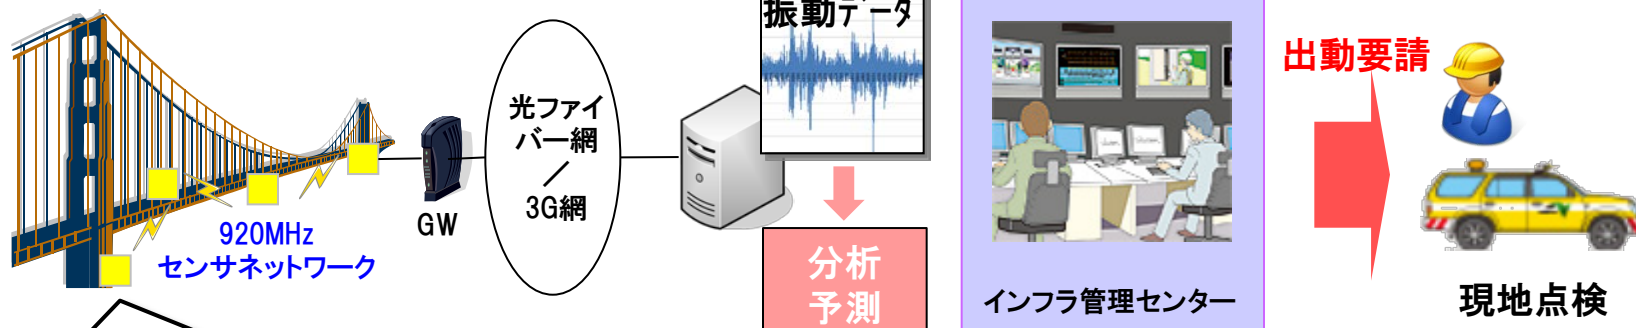 920MHz
センサネットワーク
GW
光ファイ
バー網
／
3G網
振動データ
分析
予測
インフラ管理センター
出動要請
現地点検